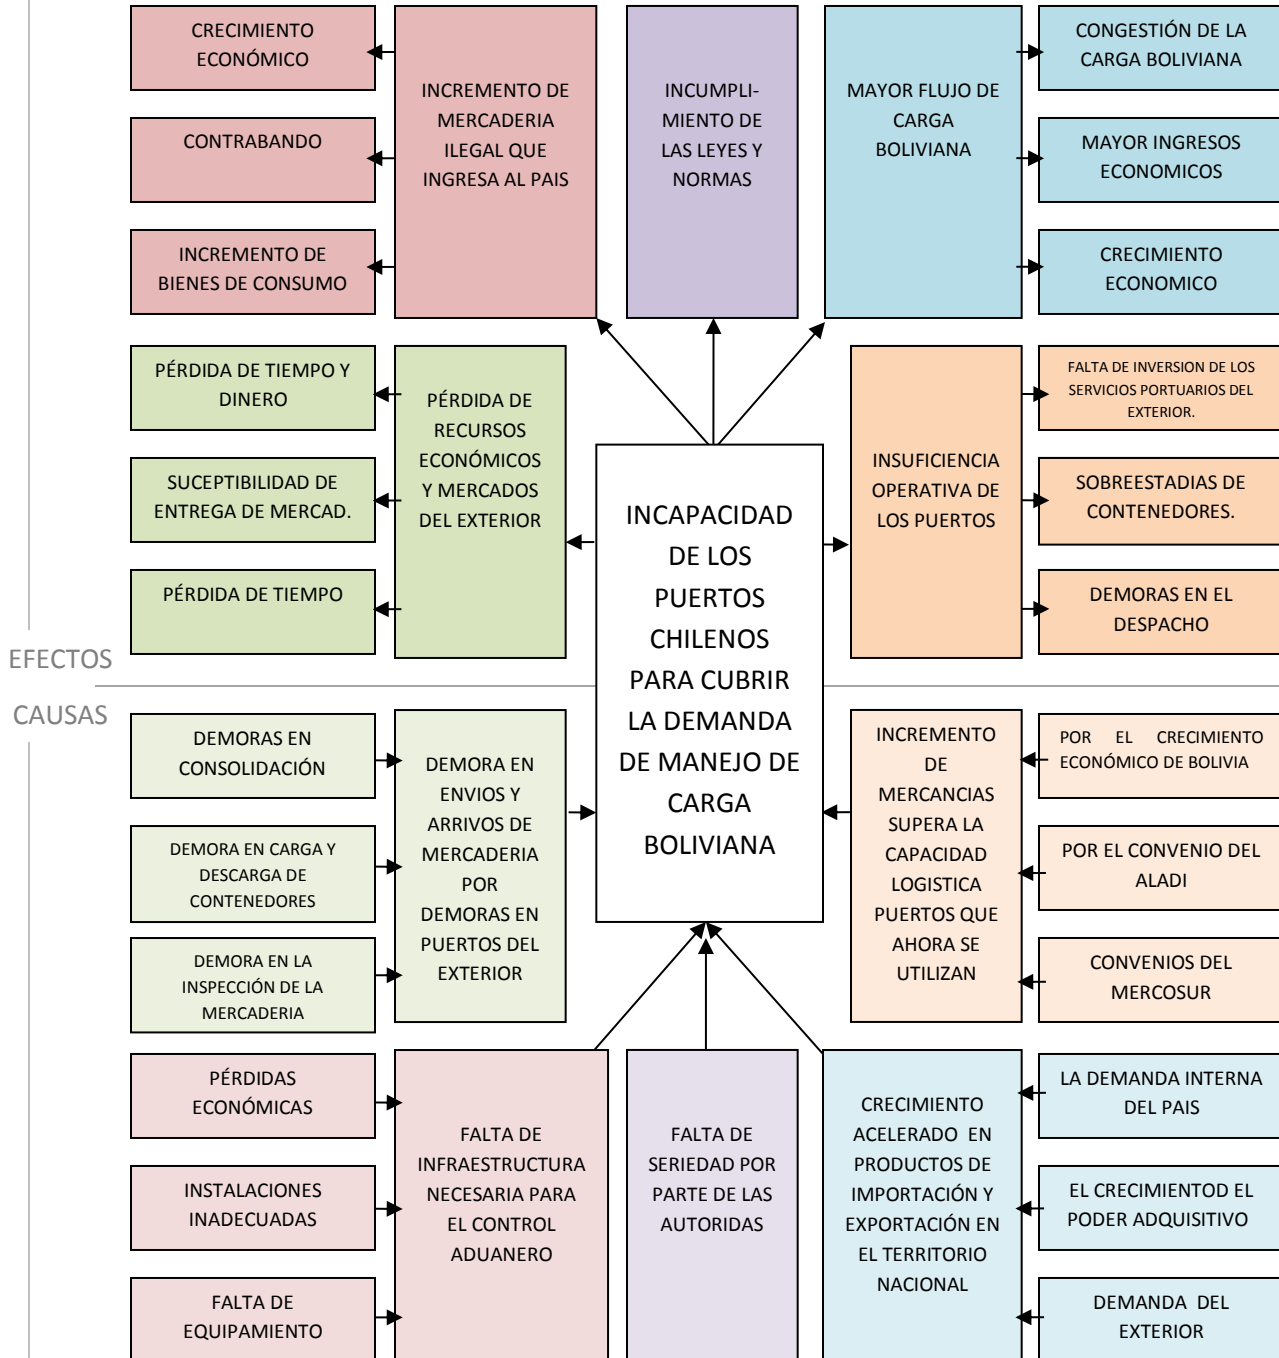 CRECIMIENTO
ECONÓMICO
CONTRABANDO
INCREMENTO DE
BIENES DE CONSUMO
INCREMENTO DE
MERCADERIA
ILEGAL QUE
INGRESA AL PAIS
INCUMPLI-
MIENTO DE
LAS LEYES Y
NORMAS
MAYOR FLUJO DE
CARGA
BOLIVIANA
CONGESTIÓN DE LA
CARGA BOLIVIANA
MAYOR INGRESOS
ECONOMICOS
CRECIMIENTO
ECONOMICO
PÉRDIDA DE TIEMPO Y
DINERO
SUCEPTIBILIDAD DE
ENTREGA DE MERCAD.
PÉRDIDA DE TIEMPO
PÉRDIDA DE
RECURSOS
ECONÓMICOS
Y MERCADOS
DEL EXTERIOR
INCAPACIDAD
DE LOS
PUERTOS
CHILENOS
PARA CUBRIR
LA DEMANDA
DE MANEJO DE
CARGA
BOLIVIANA
INSUFICIENCIA
OPERATIVA DE
LOS PUERTOS
FALTA DE INVERSION DE LOS
SERVICIOS PORTUARIOS DEL
EXTERIOR.
SOBREESTADIAS DE
CONTENEDORES.
DEMORAS EN EL
DESPACHO
EFECTOS
CAUSAS
DEMORAS EN
CONSOLIDACIÓN
DEMORA EN CARGA Y
DESCARGA DE
CONTENEDORES
DEMORA EN LA
INSPECCIÓN DE LA
MERCADERIA
DEMORA EN
ENVIOS Y
ARRIVOS DE
MERCADERIA
POR
DEMORAS EN
PUERTOS DEL
EXTERIOR
INCREMENTO
DE
MERCANCIAS
SUPERA LA
CAPACIDAD
LOGISTICA
PUERTOS QUE
AHORA SE
UTILIZAN
POR EL CRECIMIENTO
ECONÓMICO DE BOLIVIA
POR EL CONVENIO DEL
ALADI
CONVENIOS DEL
MERCOSUR
PÉRDIDAS
ECONÓMICAS
INSTALACIONES
INADECUADAS
FALTA DE
EQUIPAMIENTO
FALTA DE
INFRAESTRUCTURA
NECESARIA PARA
EL CONTROL
ADUANERO
FALTA DE
SERIEDAD POR
PARTE DE LAS
AUTORIDAS
CRECIMIENTO
ACELERADO EN
PRODUCTOS DE
IMPORTACIÓN Y
EXPORTACIÓN EN
EL TERRITORIO
NACIONAL
LA DEMANDA INTERNA
DEL PAIS
EL CRECIMIENTOD EL
PODER ADQUISITIVO
DEMANDA DEL
EXTERIOR